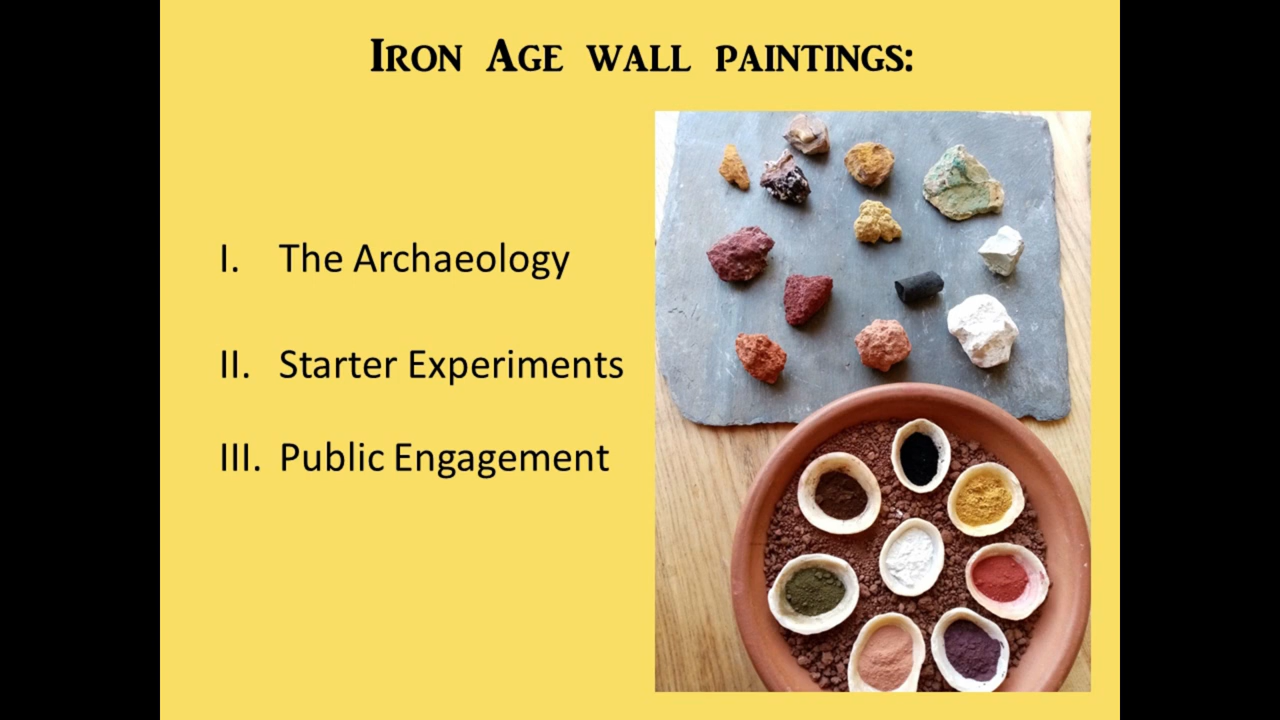 Iron Age wall paintings:
I. The Archaeology
II. Starter Experiments
III. Public Engagement